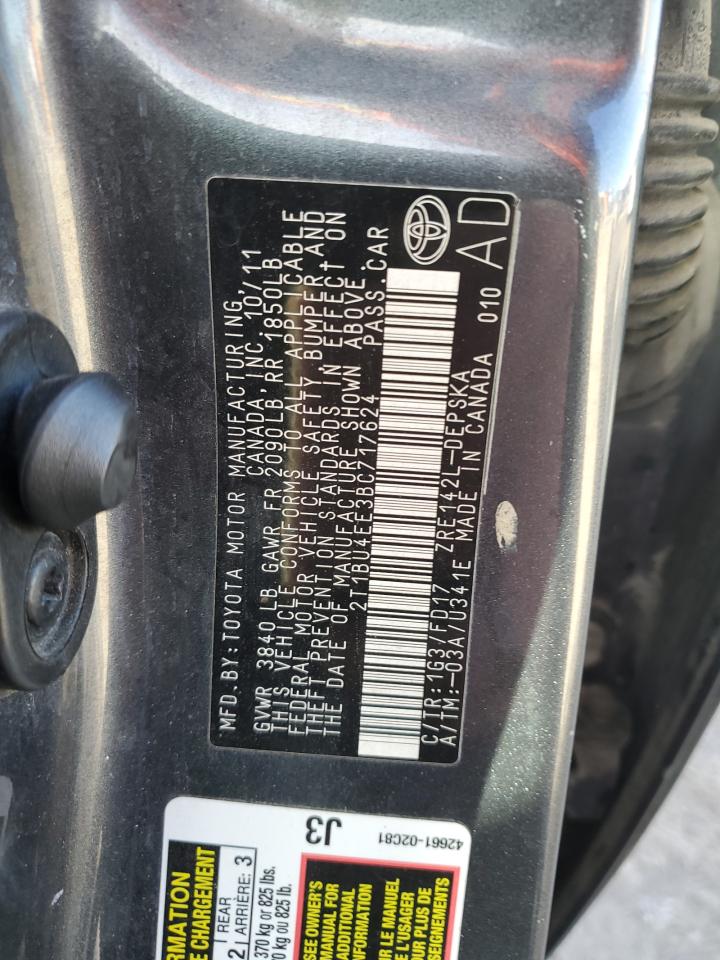 MFD.BY:TOYOTA MOTOR MANUFACTURING,
CANADA, INC. 10/11
GVWR 3840 LB GAWR FR 2090LB RR 1850LB
THIS VEHICLE CONFORMS TO ALL APPLICABLE
FEDERAL MOTOR VEHICLE SAFETY, BUMPER, AND
THEFT PREVENTION STANDARDS IN EFFECT ON
THE DATE OF MANUFACTURE SHOWN ABOVE.
2T1BU4EE3BC717624 PASS.CAR
C/TR:1G3/FD17 ZRE142L-DEPSKA
A/TM:-03A/U341E MADE IN CANADA 010
AD
J3
42661-02C81
REAR
2 ARRIÈRE: 3
370 kg or 825 lbs.
kg ou 825 lb.
SEE OWNER'S
MANUAL FOR
ADDITIONAL
INFORMATION
LE MANUEL
DE L'USAGER
POUR PLUS DE